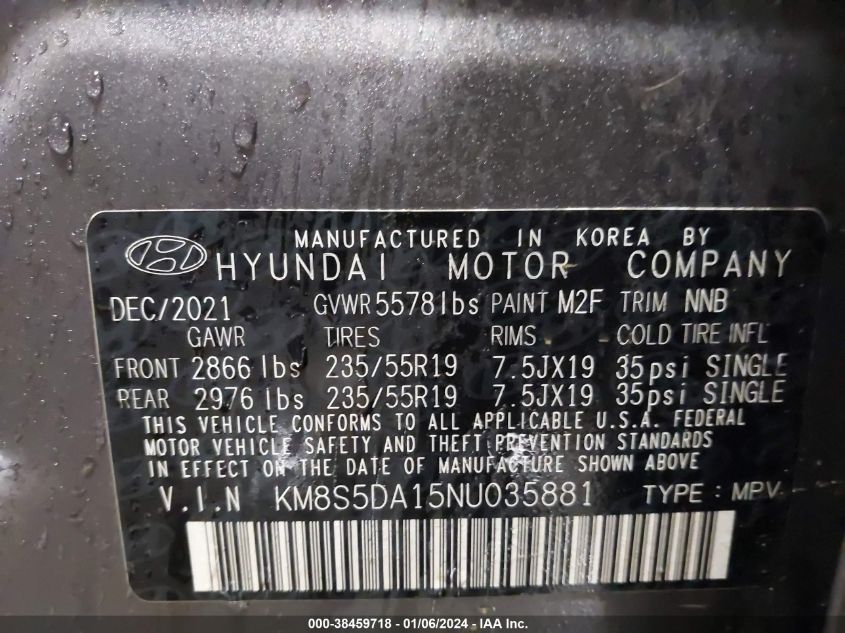 MANUFACTURED IN KOREA BY
HYUNDAI MOTOR COMPANY
DEC/2021 GVWR 5578lbs PAINT M2F TRIM NNB
GAWR TIRES RIMS COLD TIRE INFL
FRONT 2866 lbs 235/55R19 7.5JX19 35psi SINGLE
REAR 2976 lbs 235/55R19 7.5JX19 35psi SINGLE
THIS VEHICLE CONFORMS TO ALL APPLICABLE U.S.A. FEDERAL
MOTOR VEHICLE SAFETY AND THEFT PREVENTION STANDARDS
IN EFFECT ON THE DATE OF MANUFACTURE SHOWN ABOVE
V.I.N KM8S5DA15NU035881 TYPE : MPV
000-38459718 - 01/06/2024 - IAA Inc.